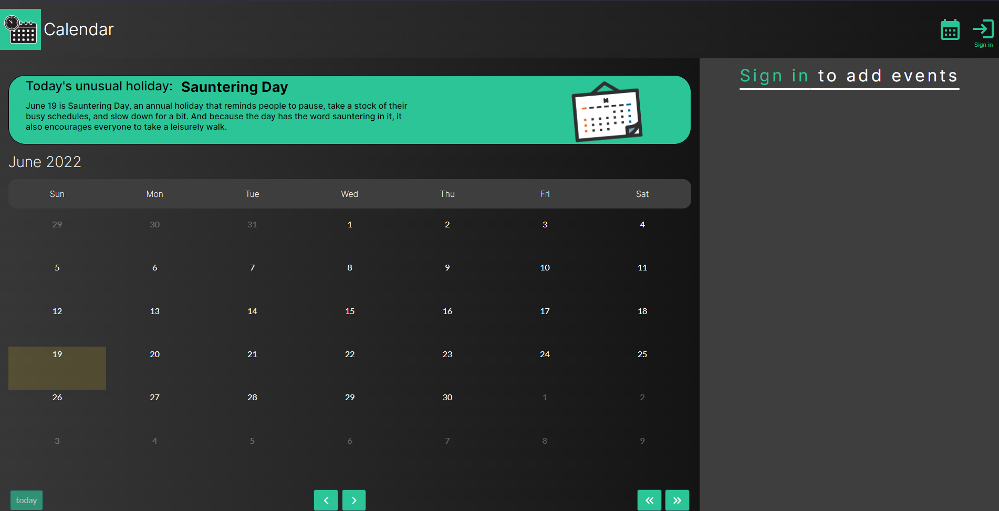 Calendar
Sign in
Sign in to add events
Today's unusual holiday: Sauntering Day
June 19 is Sauntering Day, an annual holiday that reminds people to pause, take a stock of their
busy schedules, and slow down for a bit. And because the day has the word sauntering in it, it
also encourages everyone to take a leisurely walk.
June 2022
Sun Mon Tue Wed Thu Fri Sat
29 30 31 1 2 3 4
5 6 7 8 9 10 11
12 13 14 15 16 17 18
19 20 21 22 23 24 25
26 27 28 29 30 1 2
3 4 5 6 7 8 9
today